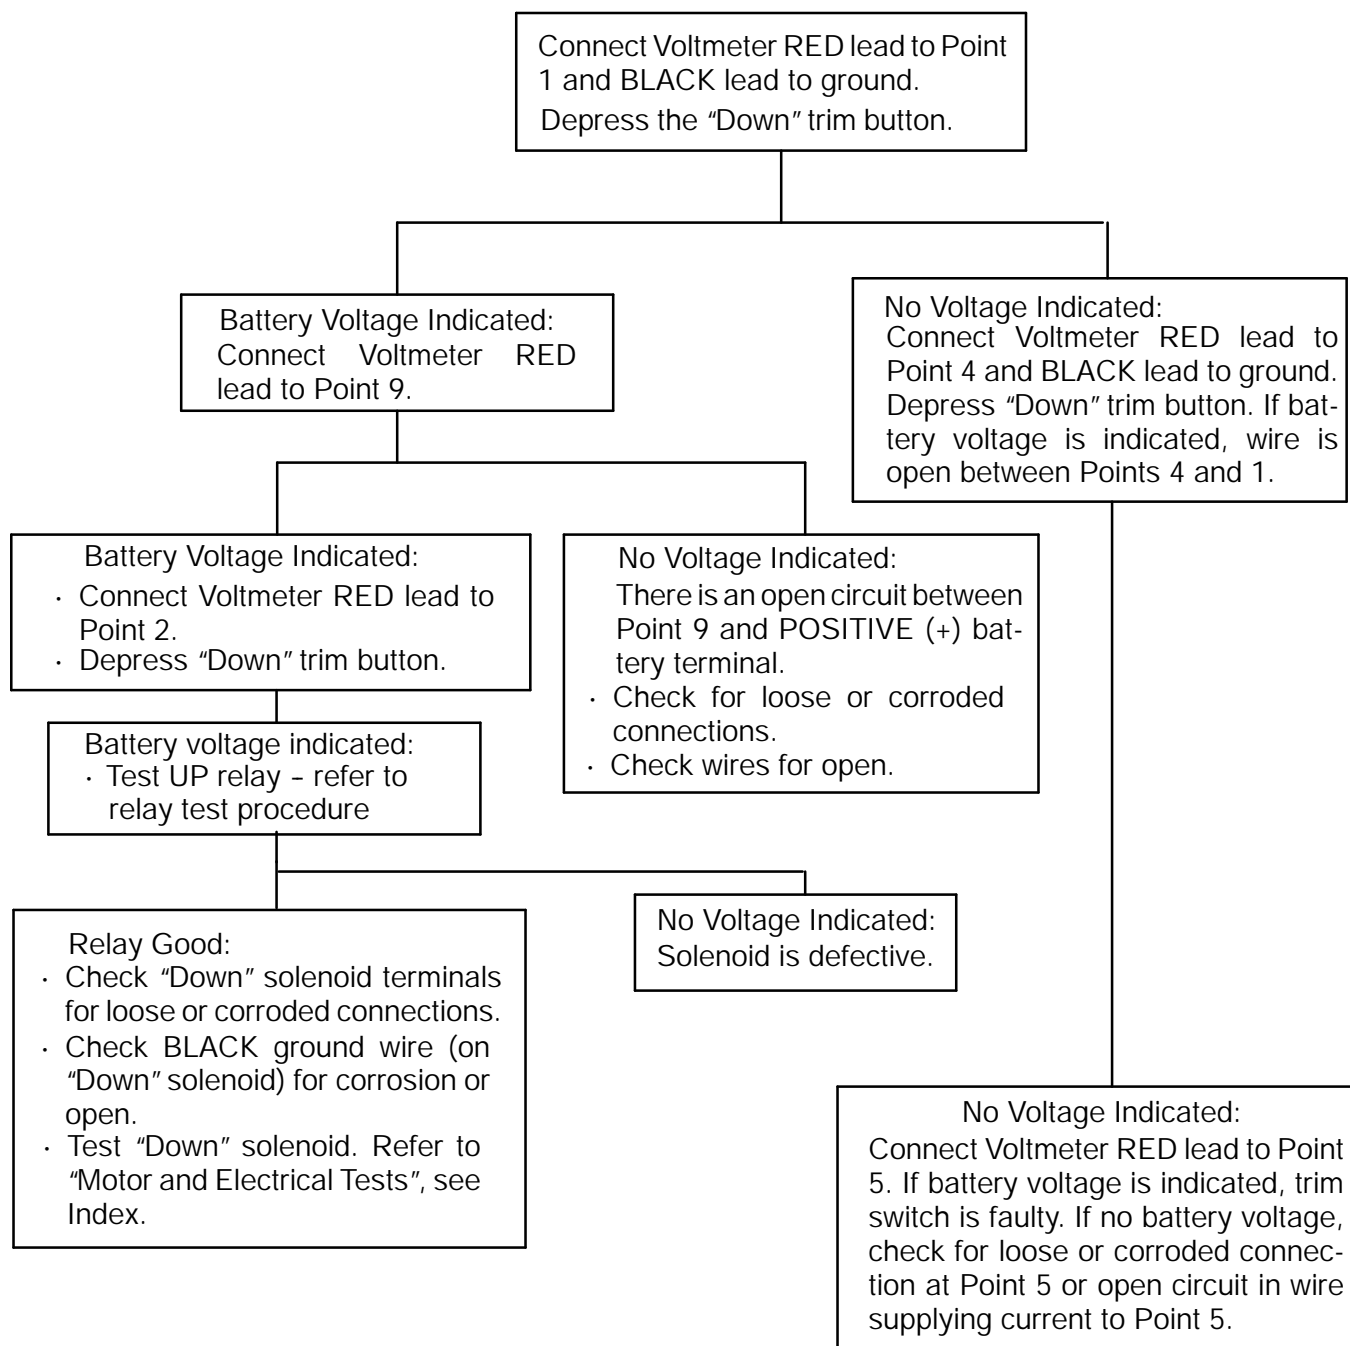 Connect Voltmeter RED lead to Point
1 and BLACK lead to ground.
Depress the “Down” trim button.
Battery Voltage Indicated:
Connect Voltmeter RED
lead to Point 9.
No Voltage Indicated:
Connect Voltmeter RED lead to
Point 4 and BLACK lead to ground.
Depress “Down” trim button. If bat-
tery voltage is indicated, wire is
open between Points 4 and 1.
Battery Voltage Indicated:
· Connect Voltmeter RED lead to
Point 2.
· Depress “Down” trim button.
No Voltage Indicated:
There is an open circuit between
Point 9 and POSITIVE (+) bat-
tery terminal.
· Check for loose or corroded
connections.
· Check wires for open.
Battery voltage indicated:
· Test UP relay – refer to
relay test procedure
Relay Good:
· Check “Down” solenoid terminals
for loose or corroded connections.
· Check BLACK ground wire (on
“Down” solenoid) for corrosion or
open.
· Test “Down” solenoid. Refer to
“Motor and Electrical Tests”, see
Index.
No Voltage Indicated:
Solenoid is defective.
No Voltage Indicated:
Connect Voltmeter RED lead to Point
5. If battery voltage is indicated, trim
switch is faulty. If no battery voltage,
check for loose or corroded connec-
tion at Point 5 or open circuit in wire
supplying current to Point 5.